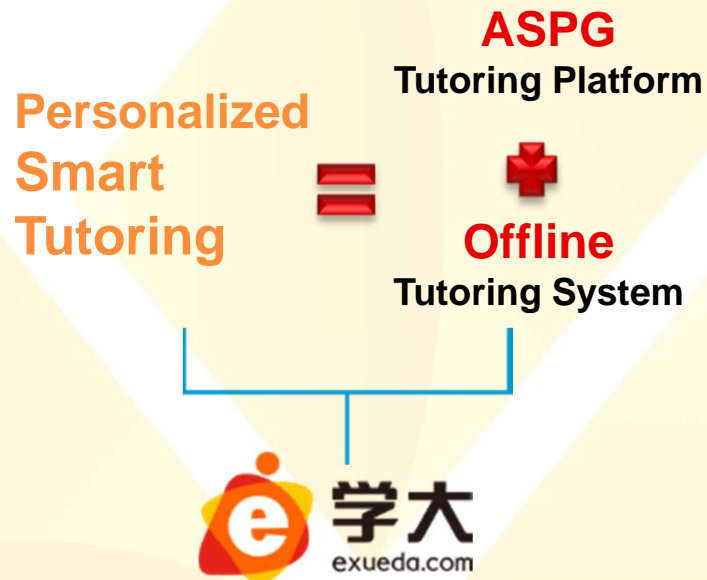 Personalized
Smart
Tutoring
=
ASPG
Tutoring Platform
+
Offline
Tutoring System
e 学大
exueda.com